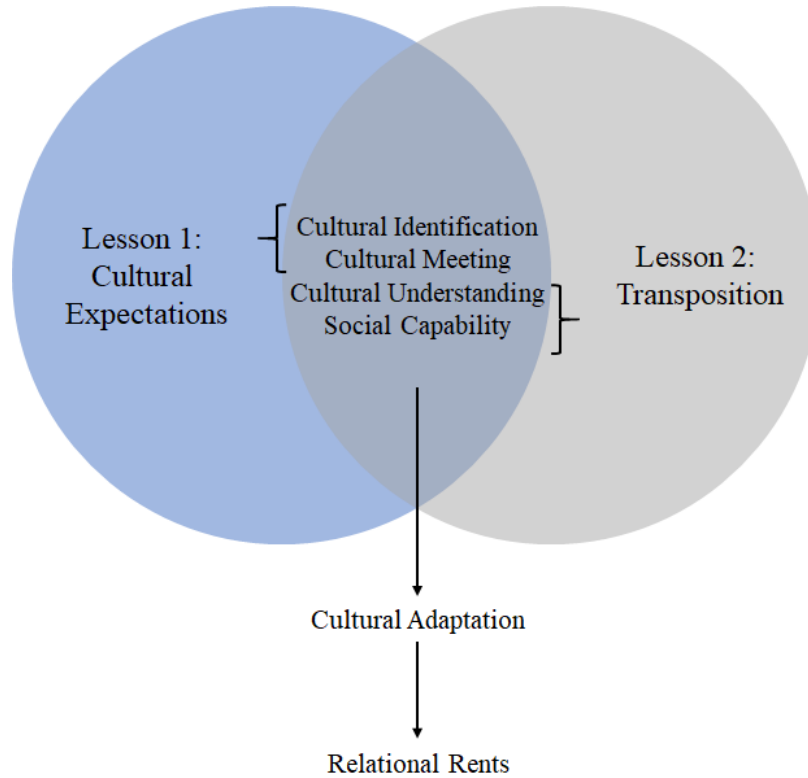 Lesson 1:
Cultural
Expectations
Cultural Identification
Cultural Meeting
Cultural Understanding
Social Capability
Lesson 2:
Transposition
Cultural Adaptation
Relational Rents